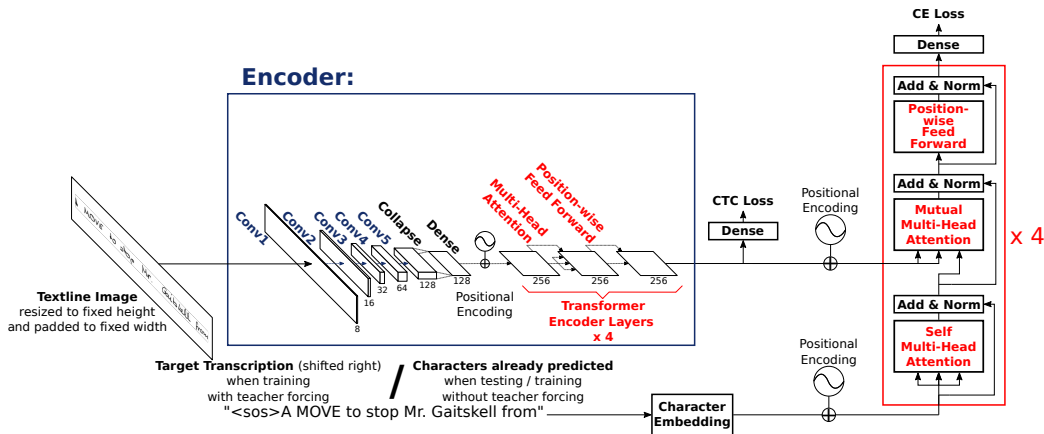 CE Loss
Dense
Add & Norm
Position-
wise
Feed
Forward
Add & Norm
Mutual
Multi-Head
Attention
x 4
Add & Norm
Self
Multi-Head
Attention
Encoder:
Conv1
Conv2
Conv3
Conv4
Conv5
Collapse
Dense
Multi-Head
Attention
Position-wise
Feed Forward
8
16
32
64
128
128
256
256
256
Positional
Encoding
Transformer
Encoder Layers
x 4
CTC Loss
Dense
Positional
Encoding
A MOVE to stop Mr. Gaitskell from
Textline Image
resized to fixed height
and padded to fixed width
Target Transcription (shifted right)
when training
with teacher forcing
/
Characters already predicted
when testing / training
without teacher forcing
"<sos>A MOVE to stop Mr. Gaitskell from"
Character
Embedding
Positional
Encoding